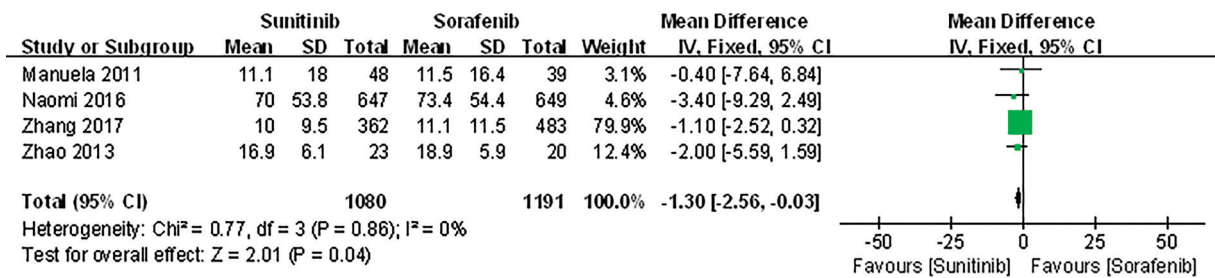 Sunitinib Sorafenib Mean Difference Mean Difference
Study or Subgroup Mean SD Total Mean SD Total Weight IV, Fixed, 95% CI IV, Fixed, 95% CI
Manuela 2011 11.1 18 48 11.5 16.4 39 3.1% -0.40 [-7.64, 6.84]
Naomi 2016 70 53.8 647 73.4 54.4 649 4.6% -3.40 [-9.29, 2.49]
Zhang 2017 10 9.5 362 11.1 11.5 483 79.9% -1.10 [-2.52, 0.32]
Zhao 2013 16.9 6.1 23 18.9 5.9 20 12.4% -2.00 [-5.59, 1.59]
Total (95% CI) 1080 1191 100.0% -1.30 [-2.56, -0.03]
Heterogeneity: Chi² = 0.77, df = 3 (P = 0.86); I² = 0%
Test for overall effect: Z = 2.01 (P = 0.04)
-50 -25 0 25 50
Favours [Sunitinib] Favours [Sorafenib]